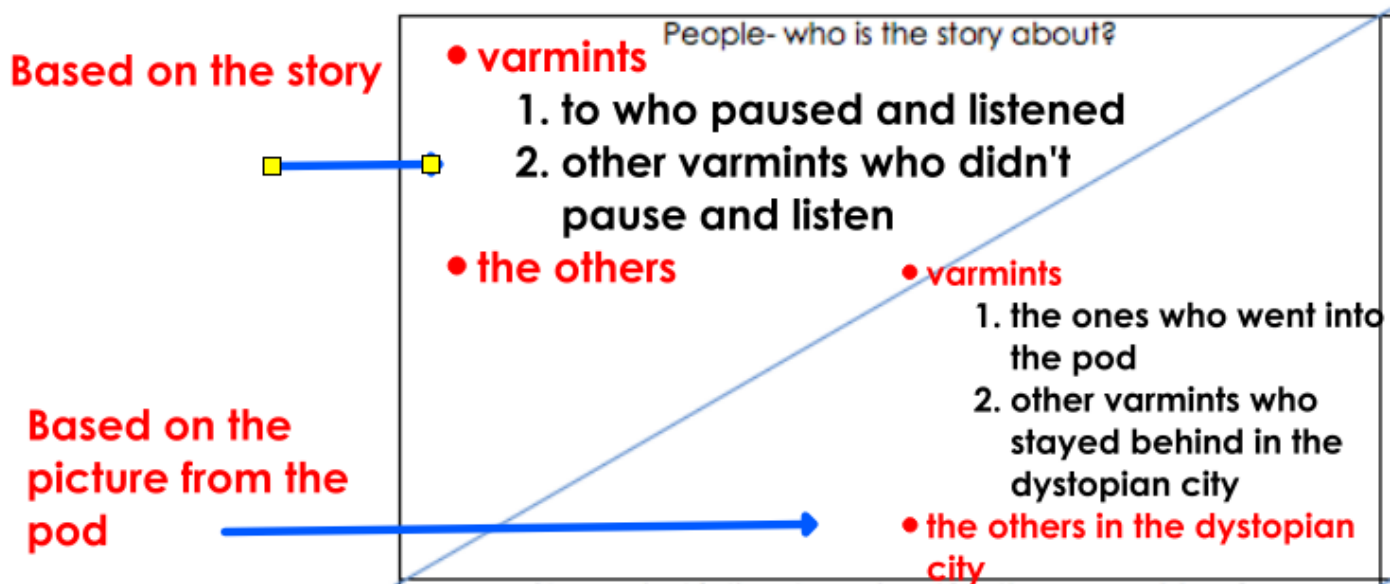 People- who is the story about?
Based on the story
• varmints
1. to who paused and listened
2. other varmints who didn't
pause and listen
• the others
• varmints
1. the ones who went into
the pod
2. other varmints who
stayed behind in the
dystopian city
• the others in the dystopian
city
Based on the
picture from the
pod